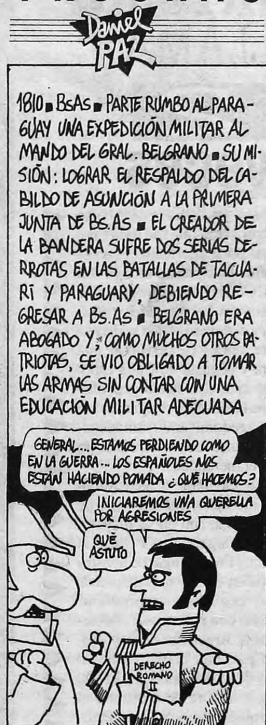 Daniel
PAZ
1810 ■ BsAs ■ PARTE RUMBO AL PARA-
GUAY UNA EXPEDICIÓN MILITAR AL
MANDO DEL GRAL. BELGRANO ■ SU MI-
SIÓN: LOGRAR EL RESPALDO DEL CA-
BILDO DE ASUNCIÓN A LA PRIMERA
JUNTA DE Bs.As ■ EL CREADOR DE
LA BANDERA SUFRE DOS SERIAS DE-
RROTAS EN LAS BATALLAS DE TACUA-
RÍ Y PARAGUARY, DEBIENDO RE-
GRESAR A Bs.As ■ BELGRANO ERA
ABOGADO Y, COMO MUCHOS OTROS PA-
TRIOTAS, SE VIO OBLIGADO A TOMAR
LAS ARMAS SIN CONTAR CON UNA
EDUCACIÓN MILITAR ADECUADA
GENERAL... ESTAMOS PERDIENDO COMO
EN LA GUERRA... LOS ESPAÑOLES NOS
ESTÁN HACIENDO POMADA ¿QUÉ HACEMOS?
INICIAREMOS UNA QUERELLA
POR AGRESIONES
QUÉ
ASTUTO
DERECHO
ROMANO
II